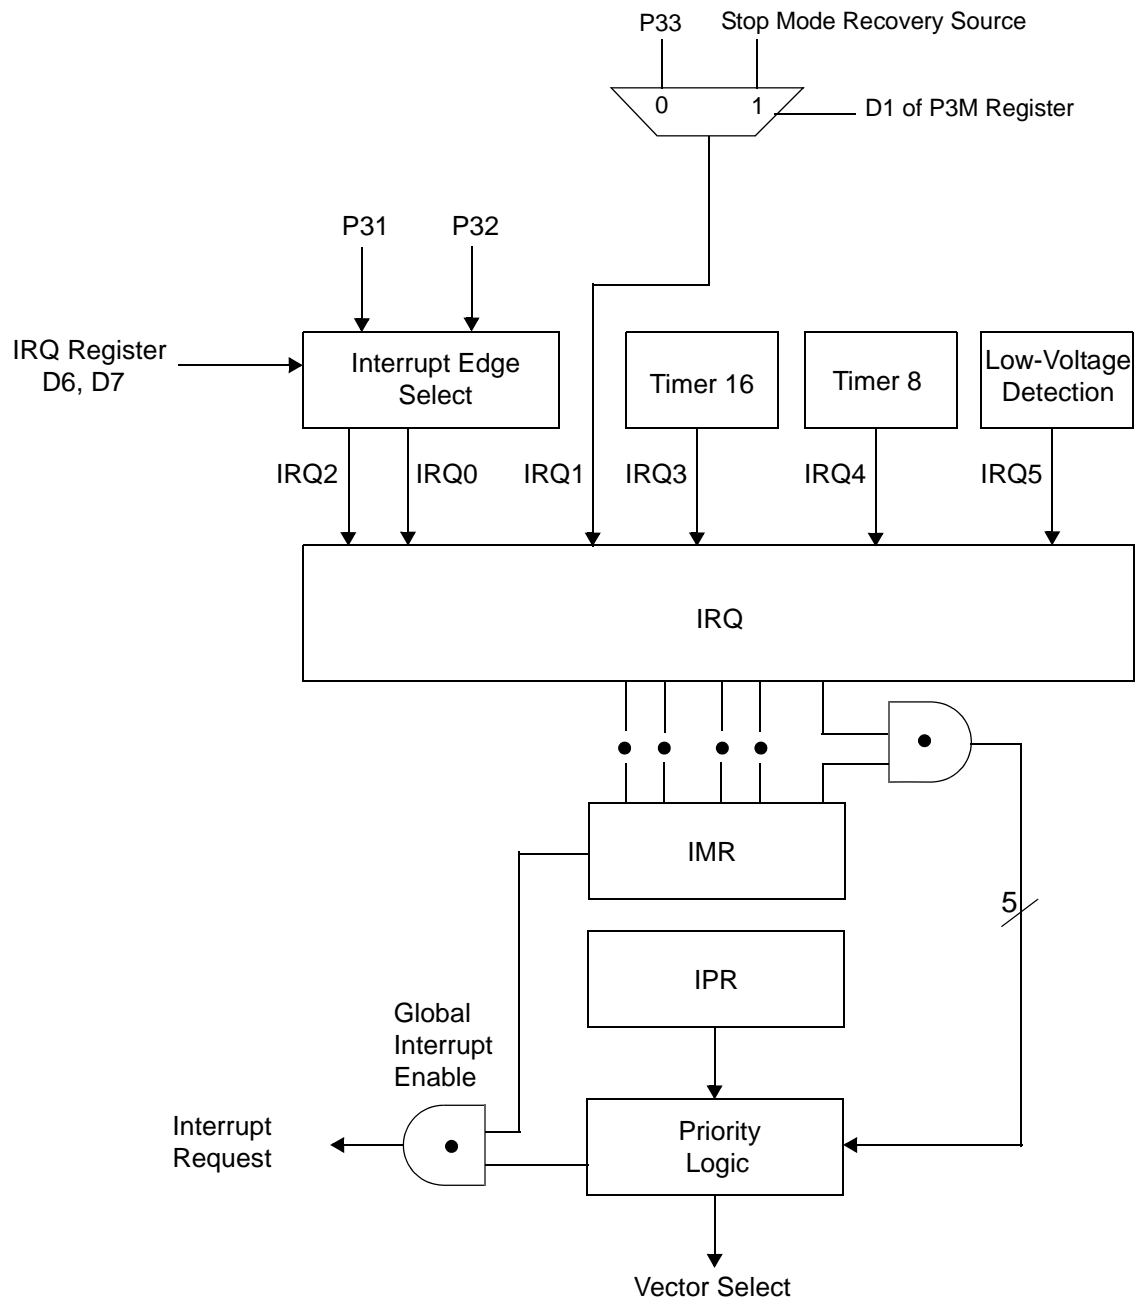 P33
Stop Mode Recovery Source
0
1
D1 of P3M Register
P31
P32
IRQ Register
D6, D7
Interrupt Edge
Select
Timer 16
Timer 8
Low-Voltage
Detection
IRQ2
IRQ0
IRQ1
IRQ3
IRQ4
IRQ5
IRQ
IMR
5
IPR
Global
Interrupt
Enable
Interrupt
Request
Priority
Logic
Vector Select